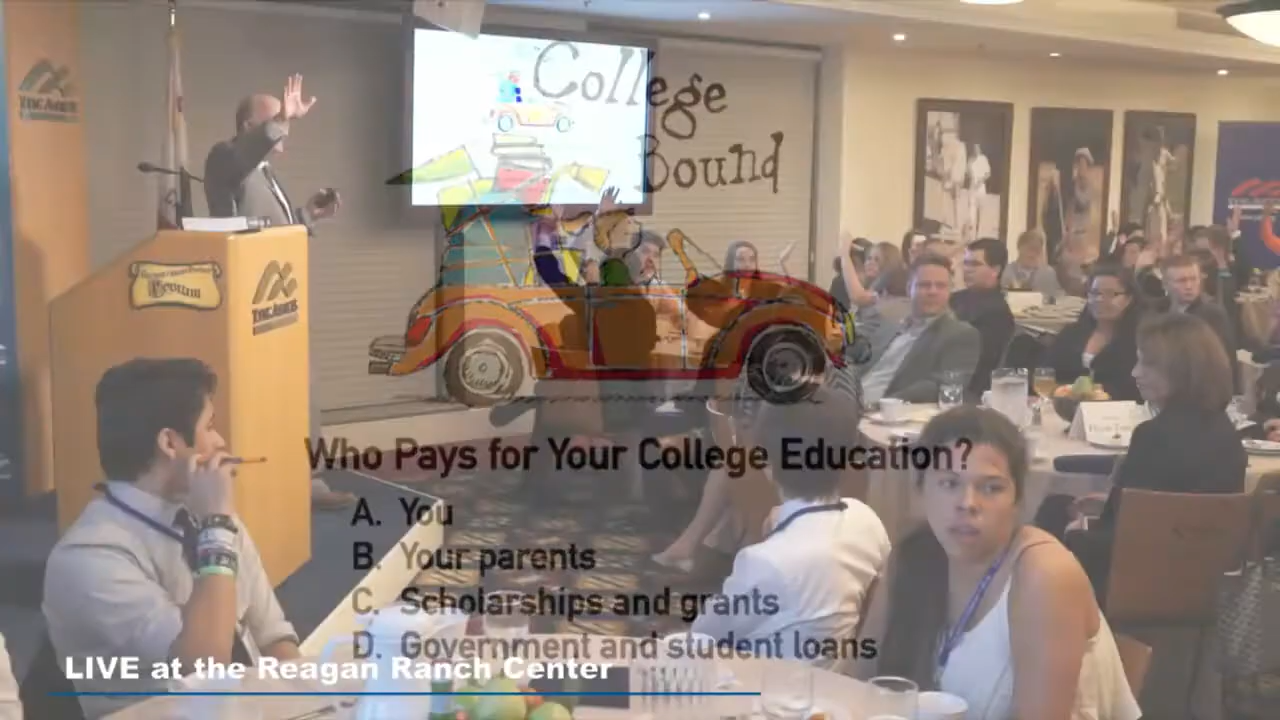 College
Bound
Who Pays for Your College Education?
A. You
B. Your parents
C. Scholarships and grants
D. Government and student loans
LIVE at the Reagan Ranch Center